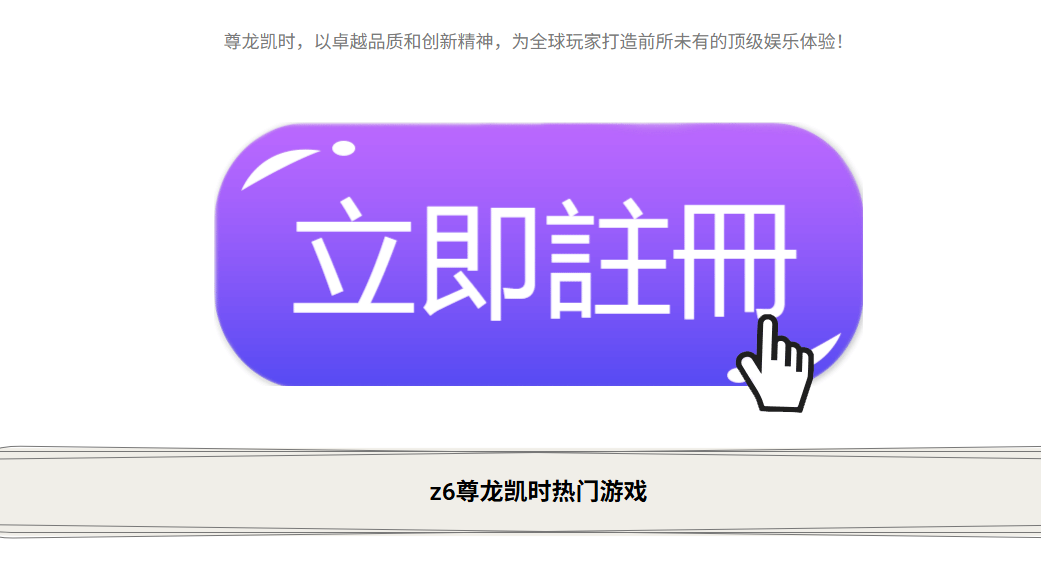 尊龙凯时，以卓越品质和创新精神，为全球玩家打造前所未有的顶级娱乐体验！
立即註冊
z6尊龙凯时热门游戏